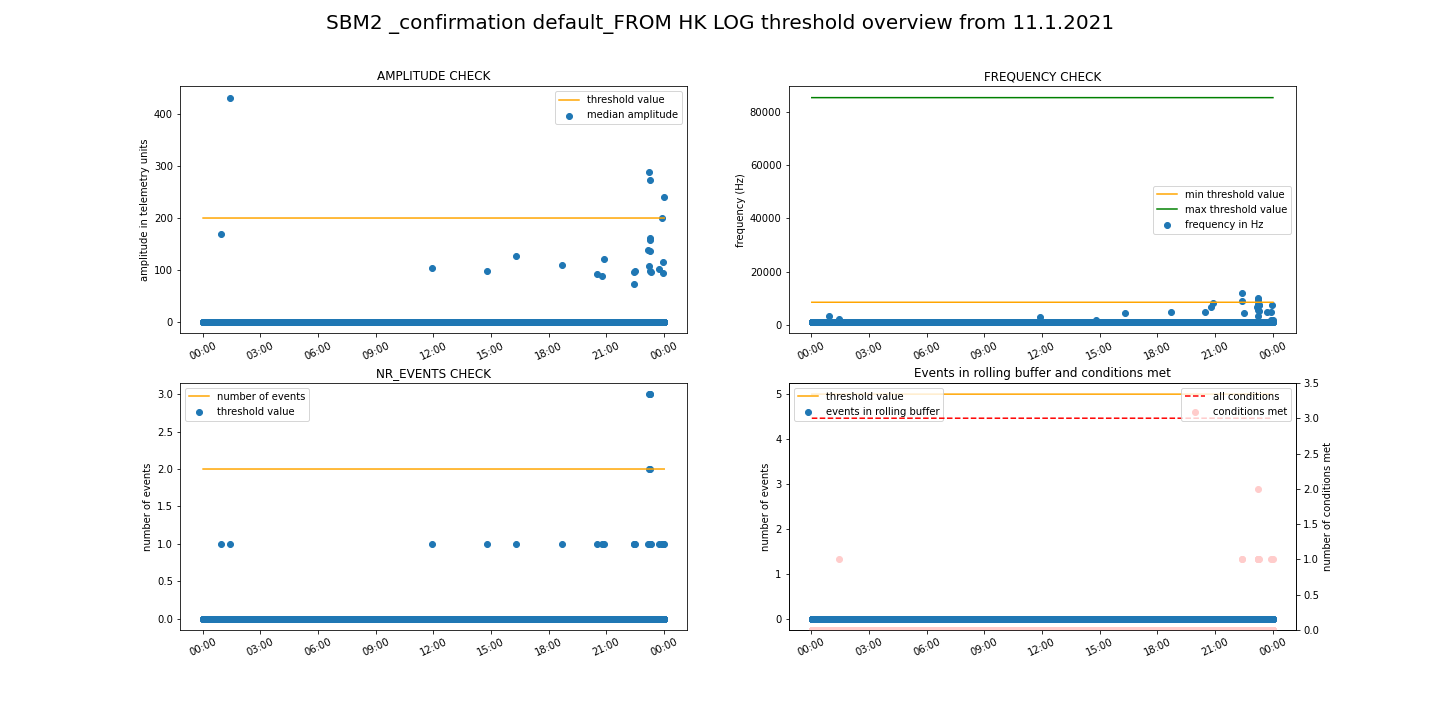 SBM2 _confirmation default_FROM HK LOG threshold overview from 11.1.2021
AMPLITUDE CHECK
amplitude in telemetry units
400
300
200
100
0
threshold value
median amplitude
00:00 03:00 06:00 09:00 12:00 15:00 18:00 21:00 00:00
FREQUENCY CHECK
frequency (Hz)
80000
60000
40000
20000
0
min threshold value
max threshold value
frequency in Hz
00:00 03:00 06:00 09:00 12:00 15:00 18:00 21:00 00:00
NR_EVENTS CHECK
number of events
3.0
2.5
2.0
1.5
1.0
0.5
0.0
number of events
threshold value
00:00 03:00 06:00 09:00 12:00 15:00 18:00 21:00 00:00
Events in rolling buffer and conditions met
number of events
5
4
3
2
1
0
threshold value
events in rolling buffer
all conditions
conditions met
3.5
3.0
2.5
2.0
1.5
1.0
0.5
0.0
number of conditions met
00:00 03:00 06:00 09:00 12:00 15:00 18:00 21:00 00:00